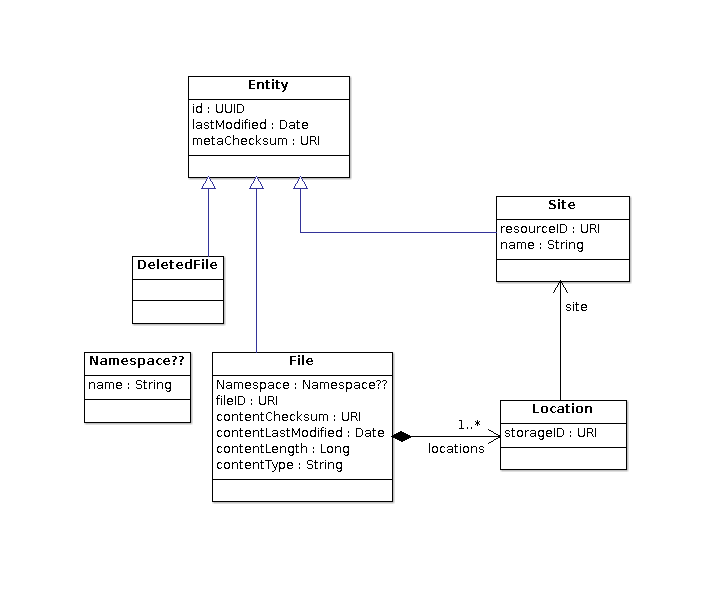 Entity
id : UUID
lastModified : Date
metaChecksum : URI
Site
resourceID : URI
name : String
DeletedFile
site
Namespace??
name : String
File
Namespace : Namespace??
fileID : URI
contentChecksum : URI
contentLastModified : Date
contentLength : Long
contentType : String
1..*
locations
Location
storageID : URI